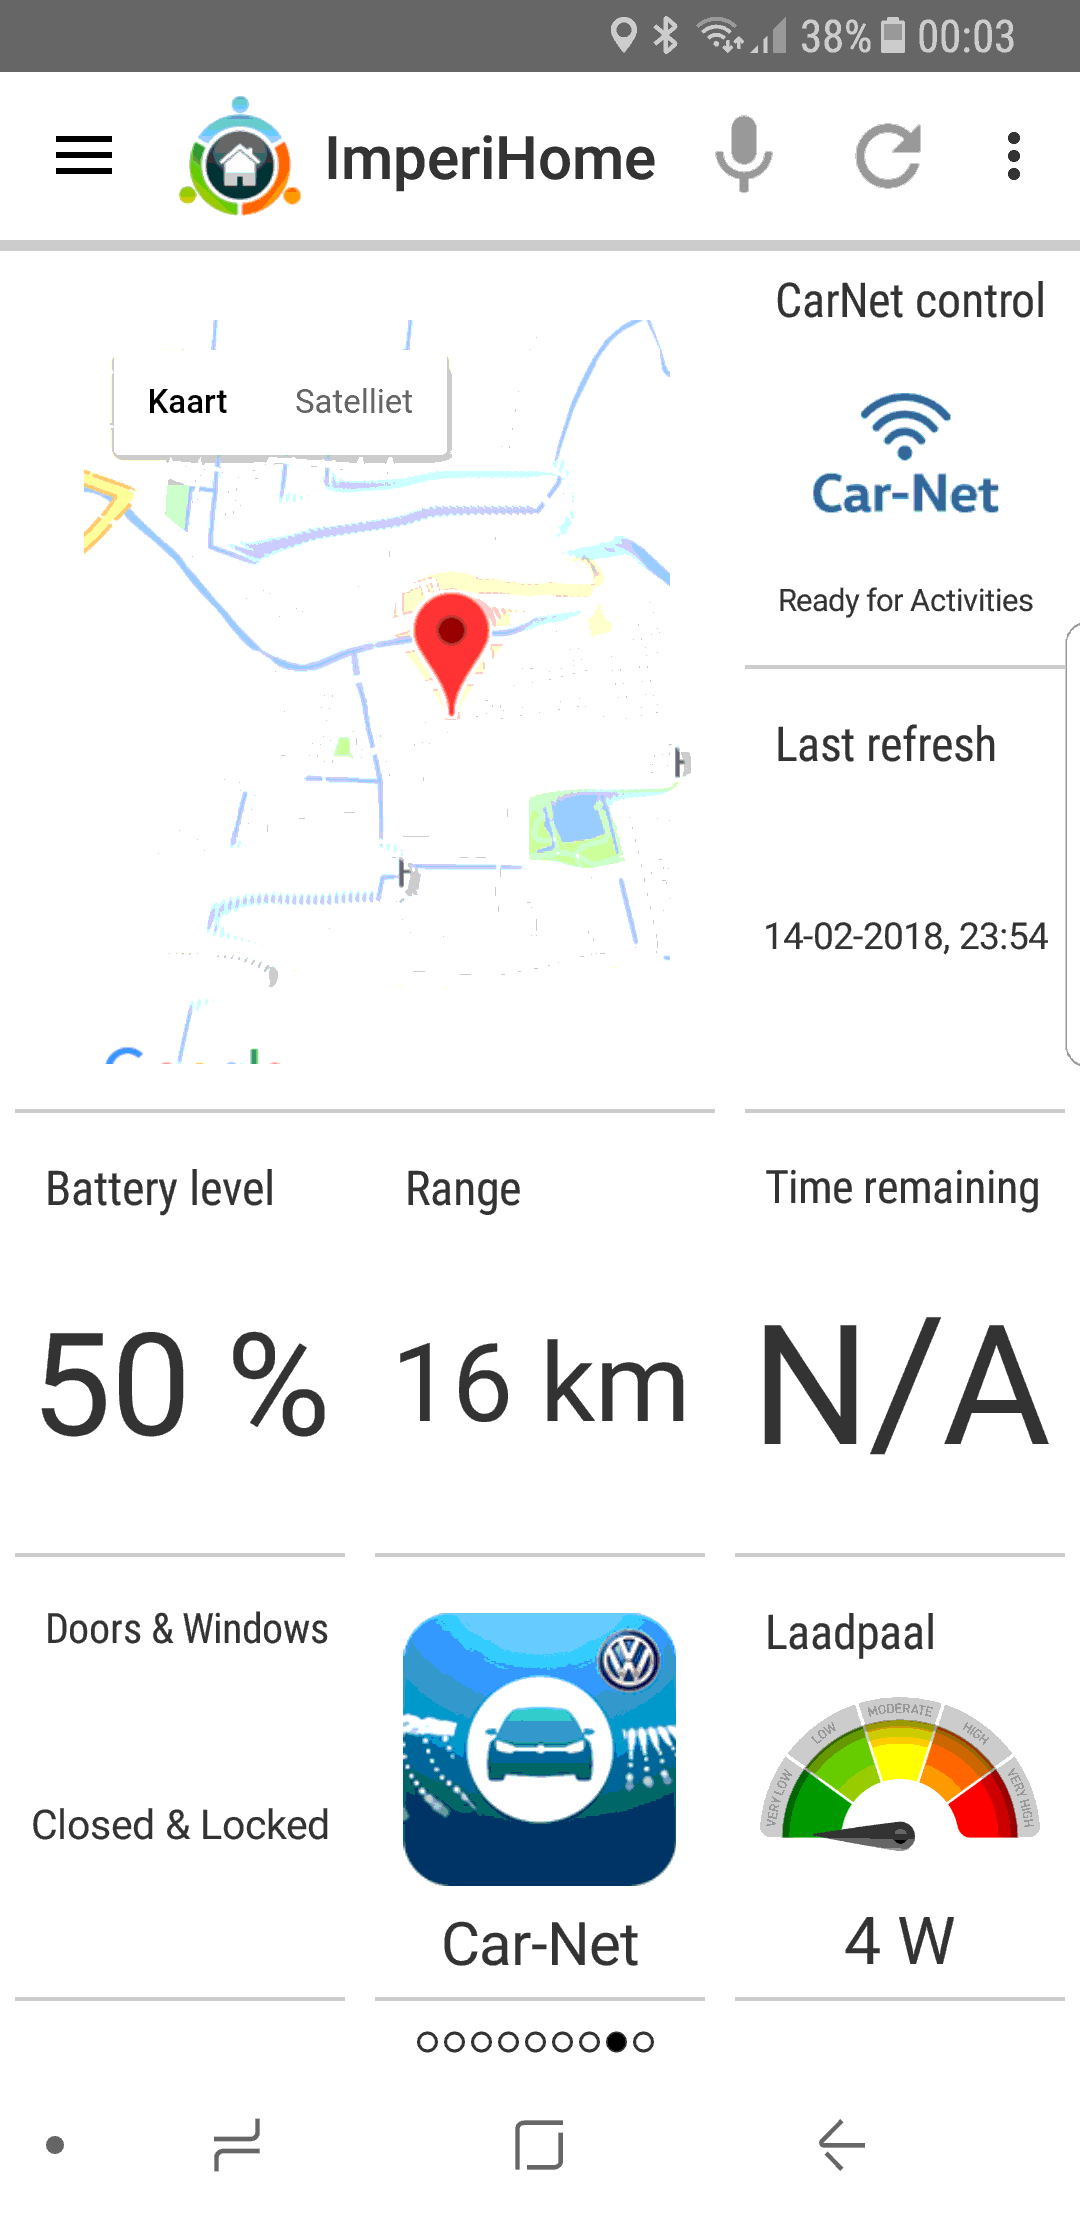 38% 00:03
ImperiHome
CarNet control
Kaart Satelliet
Car-Net
Ready for Activities
Last refresh
14-02-2018, 23:54
Battery level
Range
Time remaining
50 %
16 km
N/A
Doors & Windows
Closed & Locked
Car-Net
Laadpaal
VERY LOW
LOW
MODERATE
HIGH
VERY HIGH
4 W